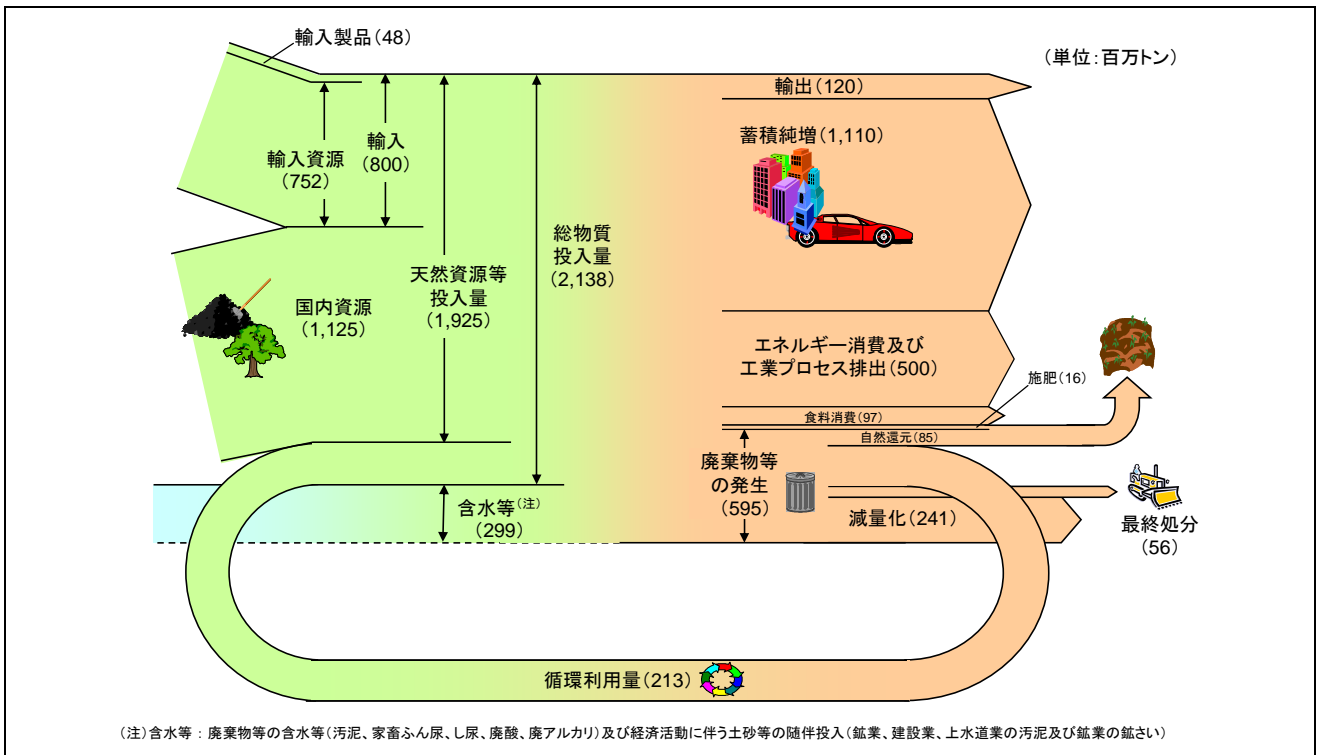 輸入製品(48)
(単位:百万トン)
輸出(120)
蓄積純増(1,110)
輸入
(800)
輸入資源
(752)
総物質
投入量
(2,138)
天然資源等
投入量
(1,925)
国内資源
(1,125)
エネルギー消費及び
工業プロセス排出(500)
施肥(16)
食料消費(97)
自然還元(85)
廃棄物等
の発生
(595)
含水等(注)
(299)
減量化(241)
最終処分
(56)
循環利用量(213)
(注)含水等:廃棄物等の含水等(汚泥、家畜ふん尿、し尿、廃酸、廃アルカリ)及び経済活動に伴う土砂等の随伴投入(鉱業、建設業、上水道業の汚泥及び鉱業の鉱さい)